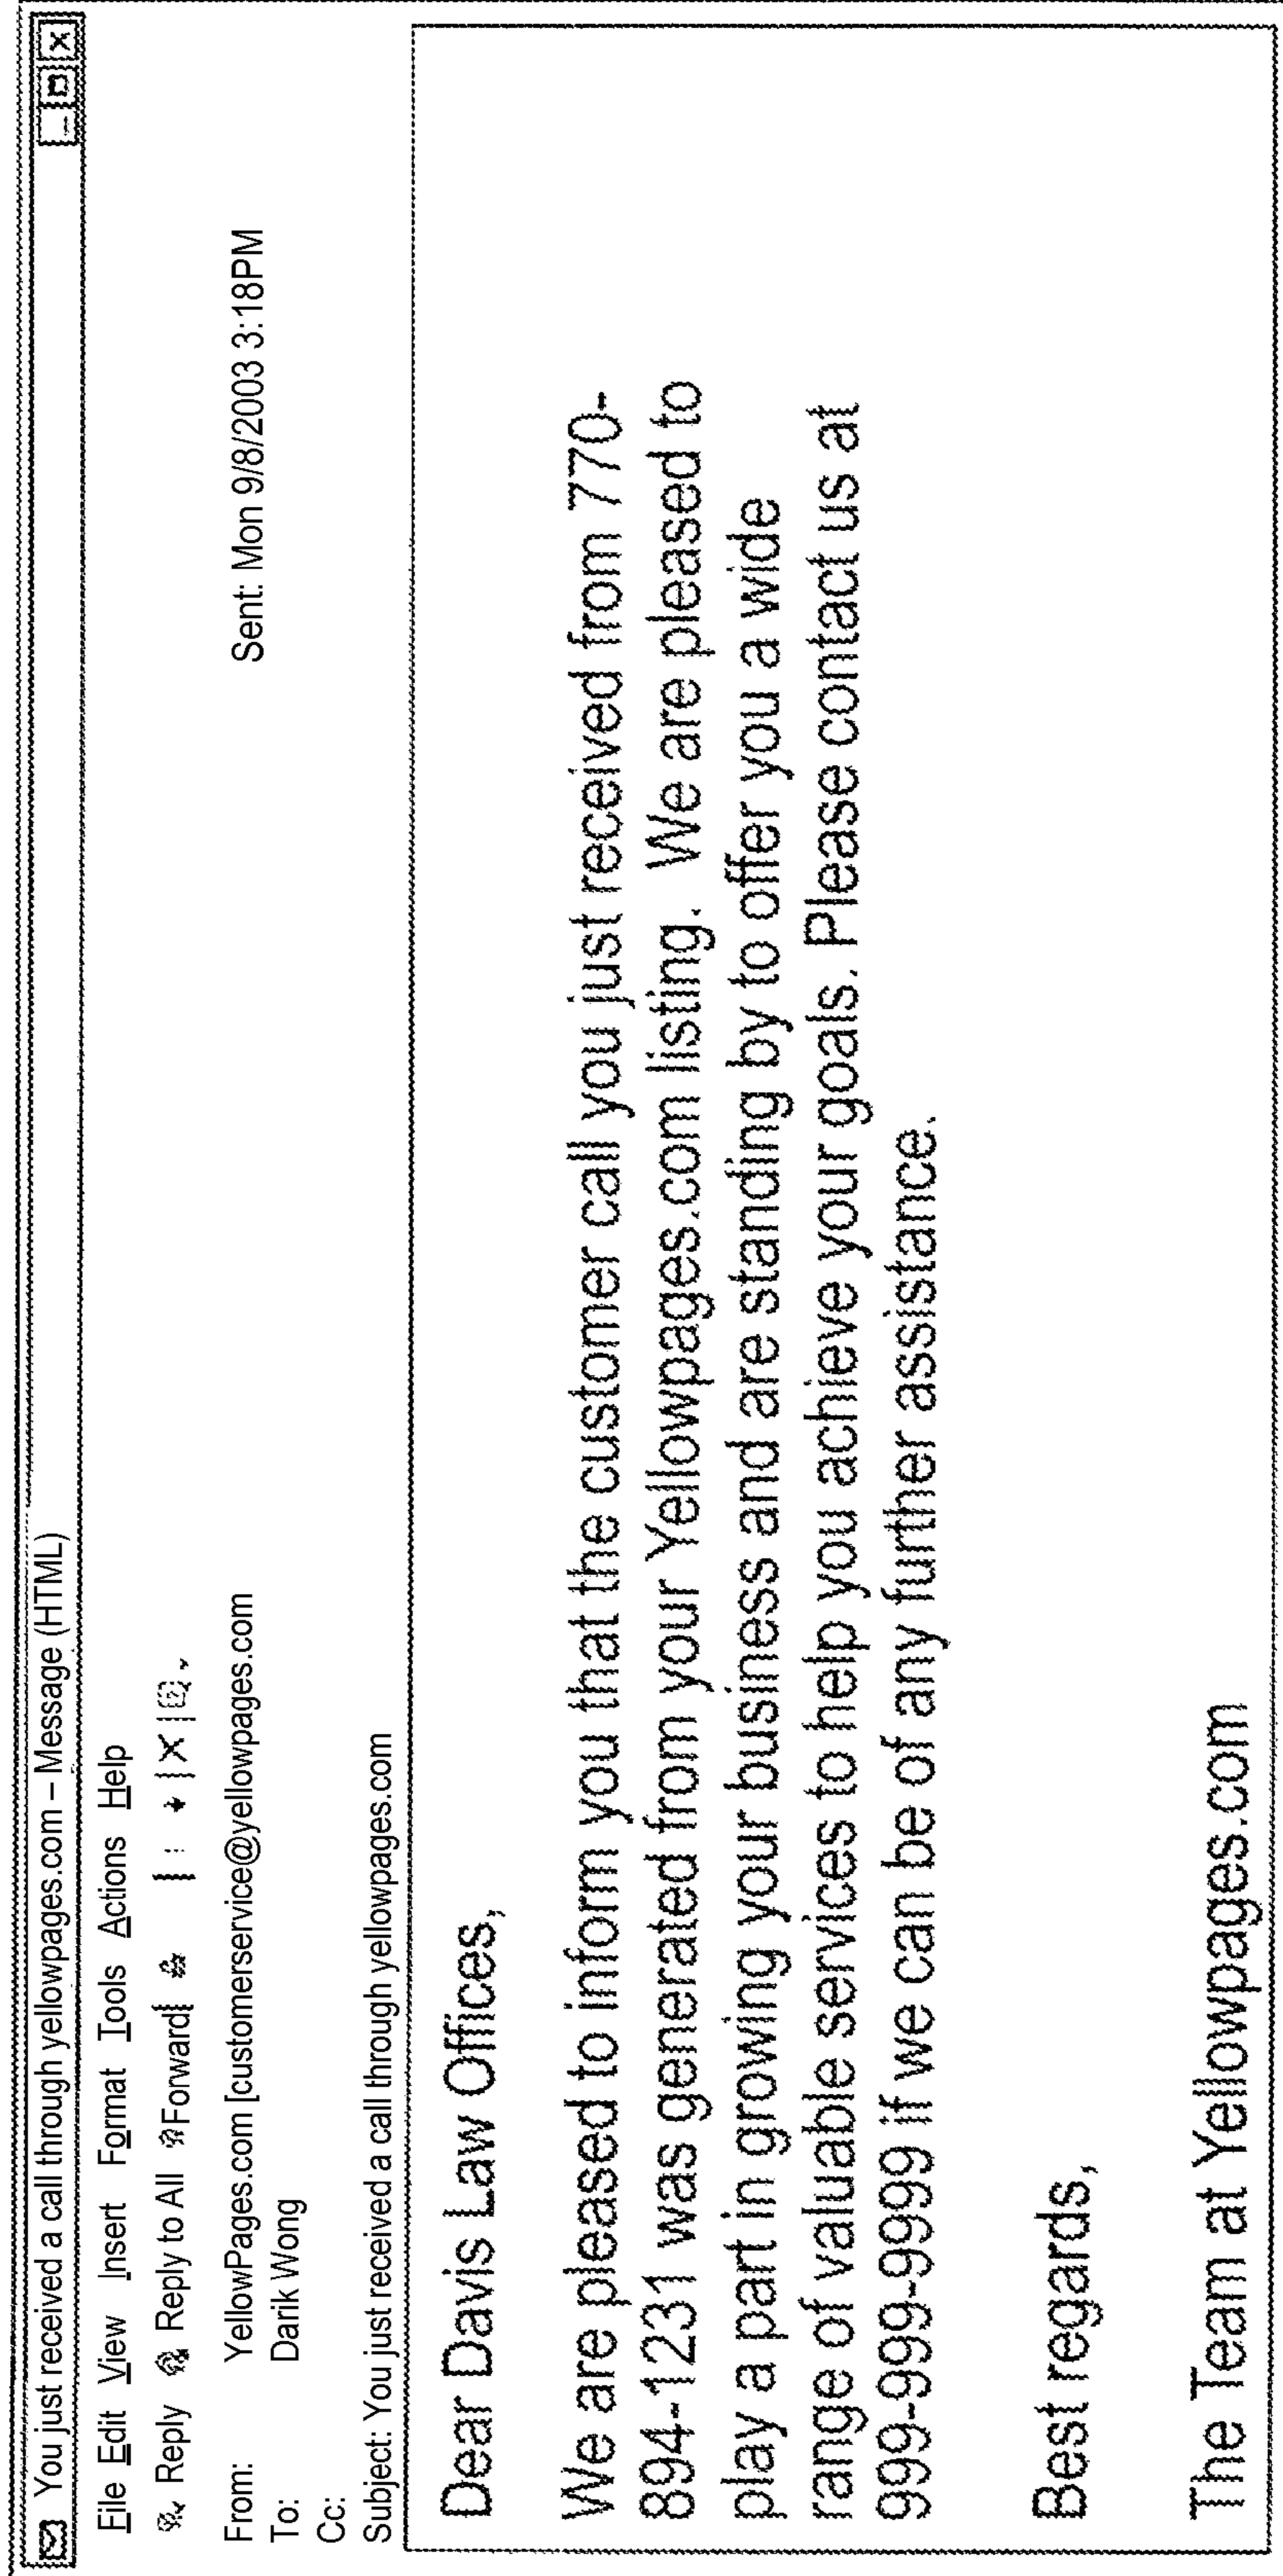 You just received a call through yellowpages.com – Message (HTML)
File Edit View Insert Format Tools Actions Help
Reply Reply to All Forward
From: YellowPages.com [customerservice@yellowpages.com Sent: Mon 9/8/2003 3:18PM
To: Darik Wong
Cc:
Subject: You just received a call through yellowpages.com
Dear Davis Law Offices,
We are pleased to inform you that the customer call you just received from 770-
894-1231 was generated from your Yellowpages.com listing. We are pleased to
play a part in growing your business and are standing by to offer you a wide
range of valuable services to help you achieve your goals. Please contact us at
999-999-9999 if we can be of any further assistance.
Best regards,
The Team at Yellowpages.com